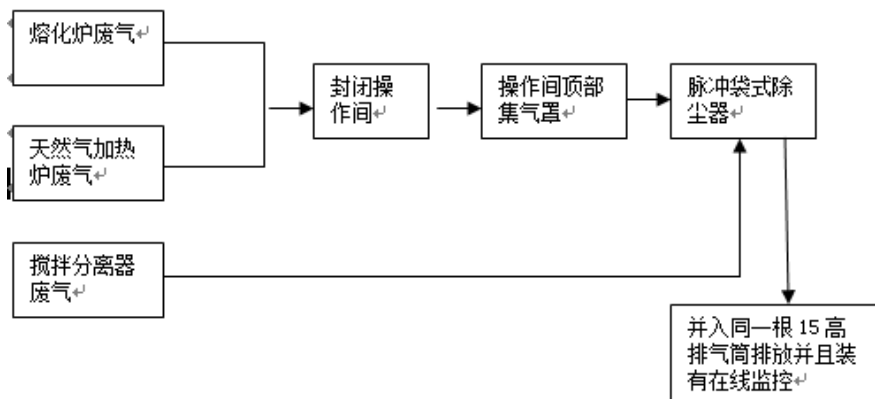 熔化炉废气
天然气加热
炉废气
搅拌分离器
废气
封闭操
作间
操作间顶部
集气罩
脉冲袋式除
尘器
并入同一根 15 高
排气筒排放并且装
有在线监控